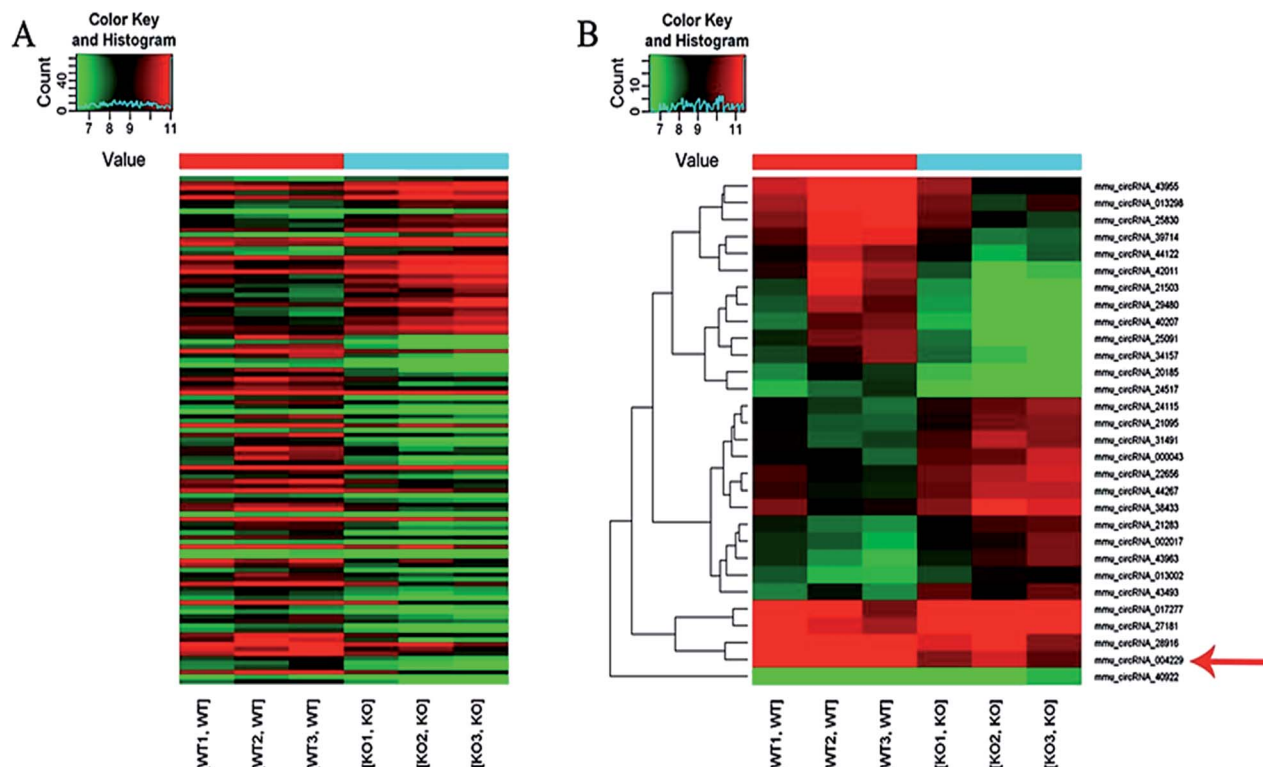 A
Color Key
and Histogram
Count
0 40
7 8 9 11
Value
[WT1, WT]
[WT2, WT]
[WT3, WT]
[KO1, KO]
[KO2, KO]
[KO3, KO]
B
Color Key
and Histogram
Count
0 10
7 8 9 11
Value
mmu_circRNA_43955
mmu_circRNA_013298
mmu_circRNA_25830
mmu_circRNA_39714
mmu_circRNA_44122
mmu_circRNA_42011
mmu_circRNA_21503
mmu_circRNA_29480
mmu_circRNA_40207
mmu_circRNA_25091
mmu_circRNA_34157
mmu_circRNA_20185
mmu_circRNA_24517
mmu_circRNA_24115
mmu_circRNA_21095
mmu_circRNA_31491
mmu_circRNA_000043
mmu_circRNA_22656
mmu_circRNA_44267
mmu_circRNA_38433
mmu_circRNA_21283
mmu_circRNA_002017
mmu_circRNA_43963
mmu_circRNA_013002
mmu_circRNA_43493
mmu_circRNA_017277
mmu_circRNA_27181
mmu_circRNA_28916
mmu_circRNA_004229
mmu_circRNA_40922
[WT1, WT]
[WT2, WT]
[WT3, WT]
[KO1, KO]
[KO2, KO]
[KO3, KO]